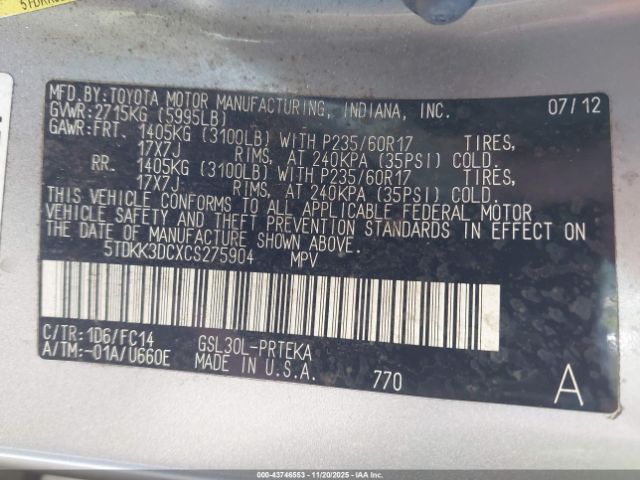 MFD. BY: TOYOTA MOTOR MANUFACTURING, INDIANA, INC. 07/12
GVWR: 2715KG (5995LB)
GAWR: FRT. 1405KG (3100LB) WITH P235/60R17 TIRES,
17X7J RIMS, AT 240KPA (35PSI) COLD.
RR. 1405KG (3100LB) WITH P235/60R17 TIRES,
17X7J RIMS, AT 240KPA (35PSI) COLD.
THIS VEHICLE CONFORMS TO ALL APPLICABLE FEDERAL MOTOR
VEHICLE SAFETY AND THEFT PREVENTION STANDARDS IN EFFECT ON
THE DATE OF MANUFACTURE SHOWN ABOVE.
5TDKK3DCXCS275904 MPV
C/TR: 1D6/FC14 GSL30L-PRTEKA
A/TM: -01A/U660E MADE IN U.S.A.
770 A
© IAA - 43746553 - 11/20/2025 - IAAI.COM